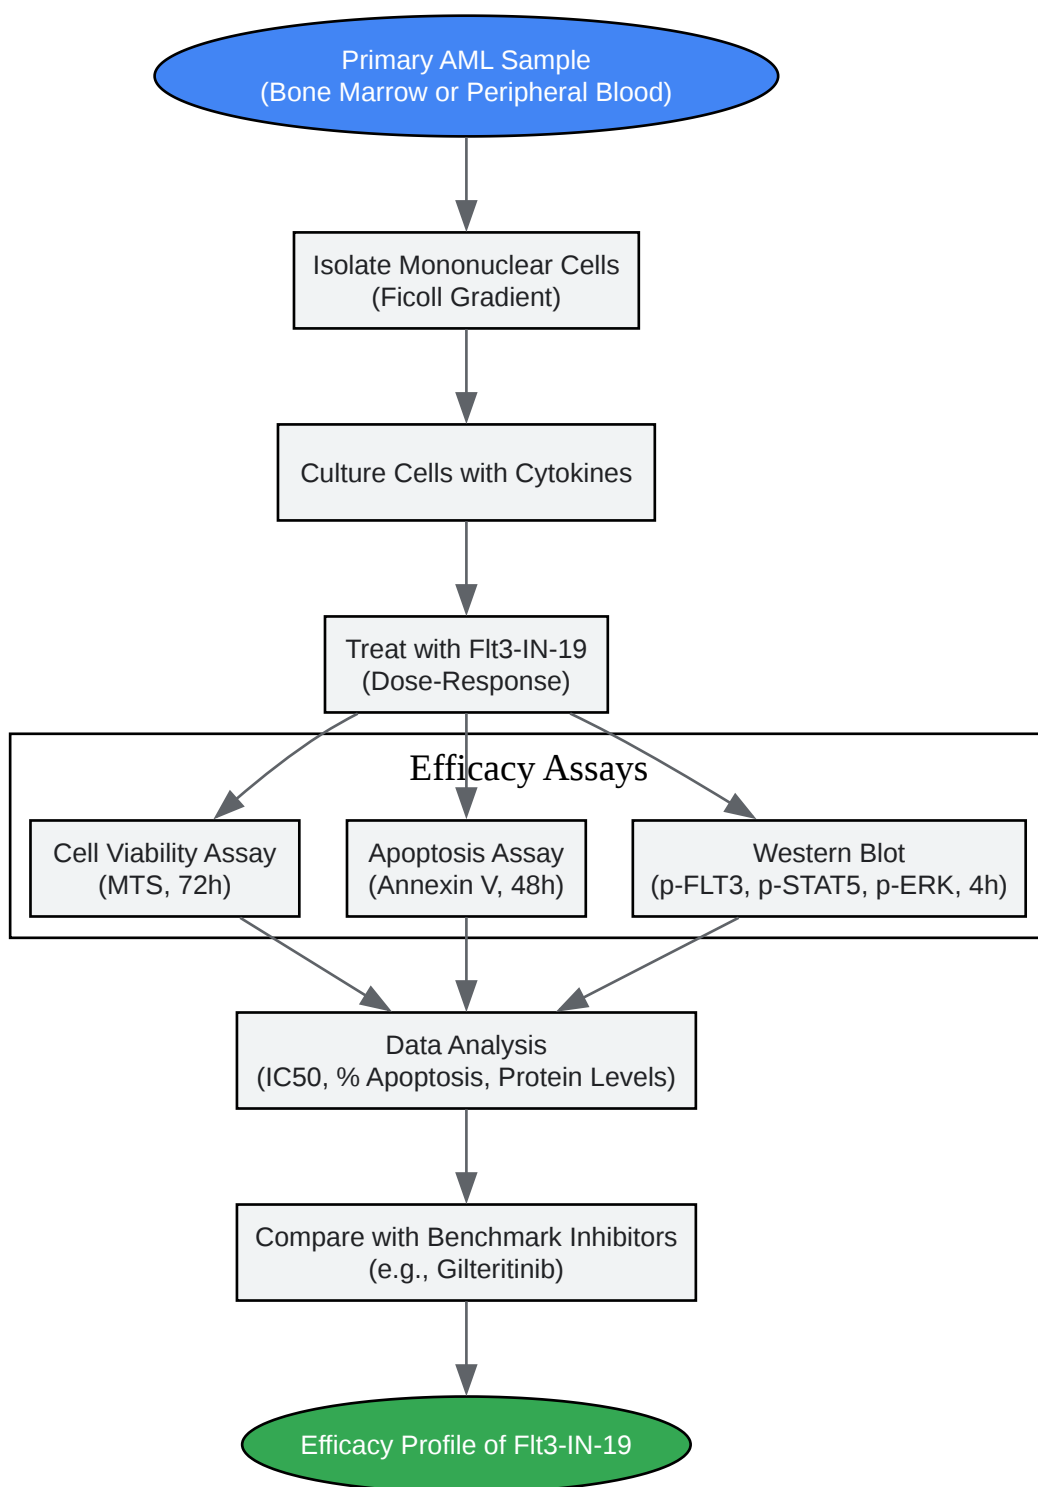 Primary AML Sample
(Bone Marrow or Peripheral Blood)
Isolate Mononuclear Cells
(Ficoll Gradient)
Culture Cells with Cytokines
Treat with Flt3-IN-19
(Dose-Response)
Efficacy Assays
Cell Viability Assay
(MTS, 72h)
Apoptosis Assay
(Annexin V, 48h)
Western Blot
(p-FLT3, p-STAT5, p-ERK, 4h)
Data Analysis
(IC50, % Apoptosis, Protein Levels)
Compare with Benchmark Inhibitors
(e.g., Gilteritinib)
Efficacy Profile of Flt3-IN-19